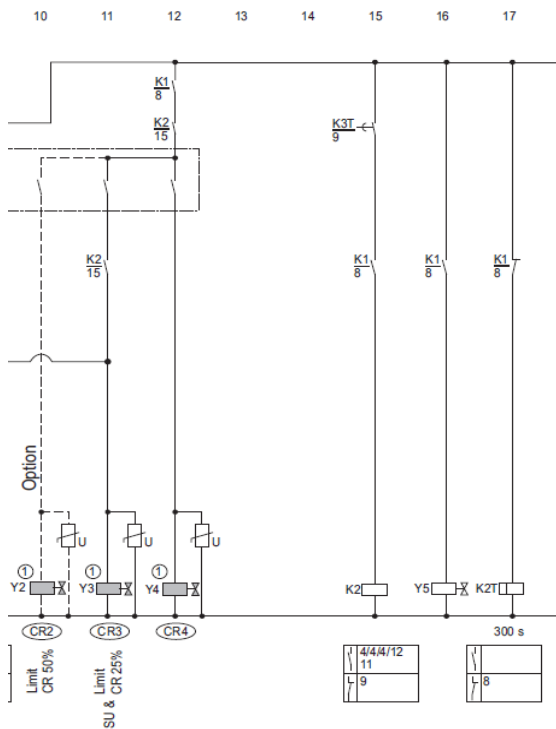 10 11 12 13 14 15 16 17
K1
8
K2
15
K3T
9
K2
15
K1
8
K1
8
K1
8
Option
U
U
U
1
Y2
1
Y3
1
Y4
K2
Y5
K2T
CR2
CR3
CR4
300 s
Limit
CR 50%
Limit
SU & CR 25%
4/4/4/12
11
9
8